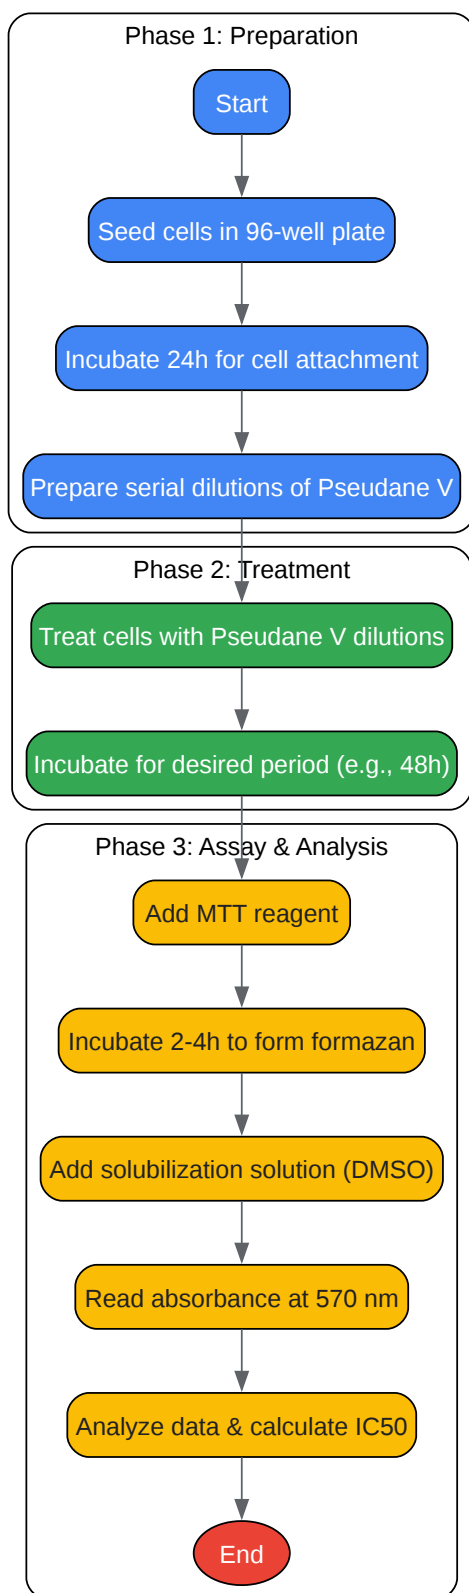 Phase 1: Preparation
Start
Seed cells in 96-well plate
Incubate 24h for cell attachment
Prepare serial dilutions of Pseudane V
Phase 2: Treatment
Treat cells with Pseudane V dilutions
Incubate for desired period (e.g., 48h)
Phase 3: Assay & Analysis
Add MTT reagent
Incubate 2-4h to form formazan
Add solubilization solution (DMSO)
Read absorbance at 570 nm
Analyze data & calculate IC50
End